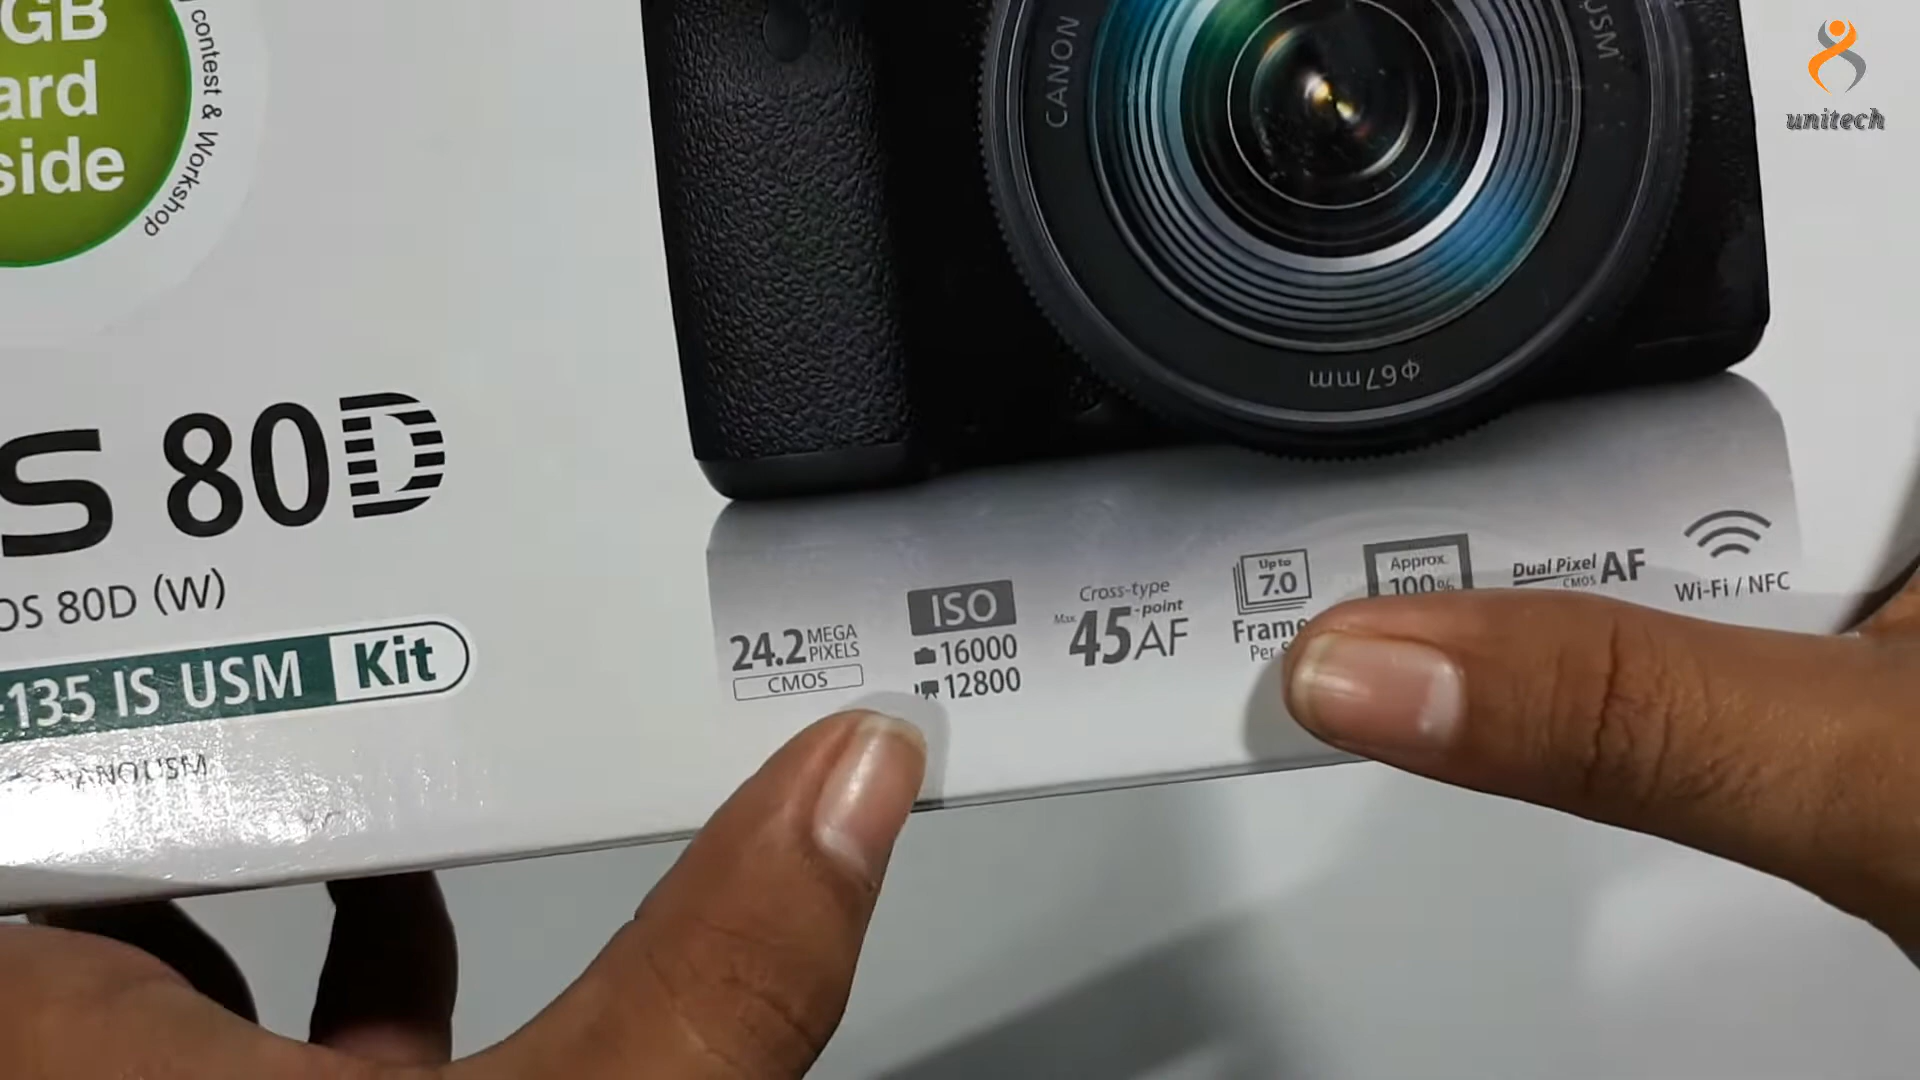 GB
ard
side
contest & Workshop
CANON
USM
Φ67mm
unitech
S 80D
OS 80D (W)
-135 IS USM Kit
24.2 MEGA PIXELS
CMOS
ISO
16000
12800
Cross-type
Max. 45-point AF
Up to
7.0
Frame
Per S
Approx.
100%
Dual Pixel CMOS AF
Wi-Fi / NFC